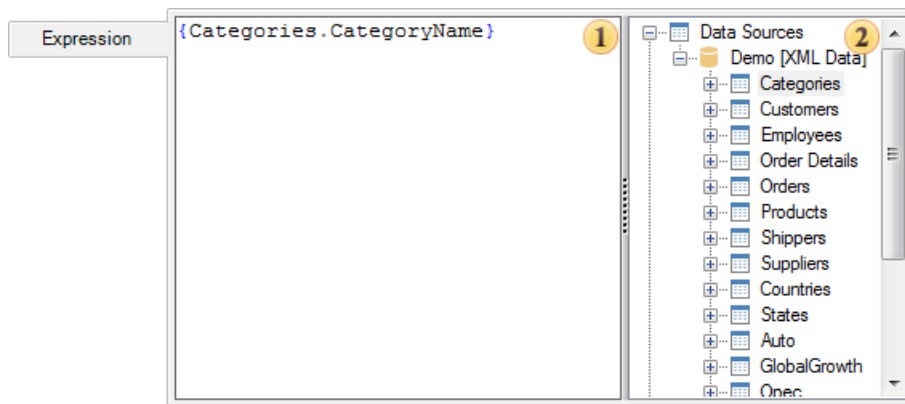 Expression
{Categories.CategoryName}
1
Data Sources
2
Demo [XML Data]
Categories
Customers
Employees
Order Details
Orders
Products
Shippers
Suppliers
Countries
States
Auto
GlobalGrowth
Opec